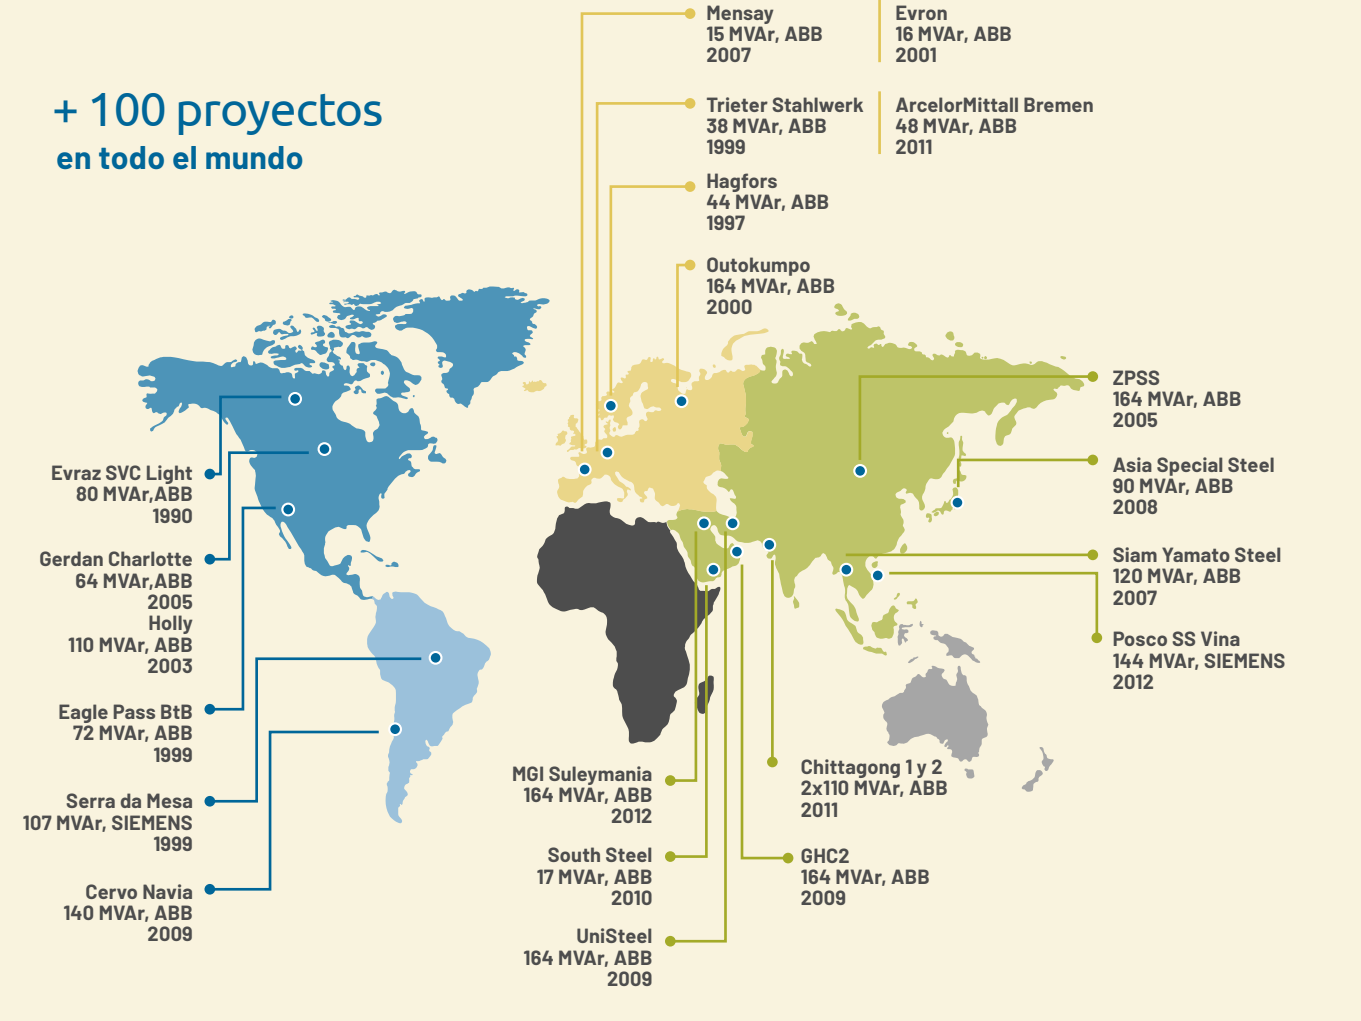 + 100 proyectos
en todo el mundo
Mensay
15 MVAr, ABB
2007
Evron
16 MVAr, ABB
2001
Trieter Stahlwerk
38 MVAr, ABB
1999
ArcelorMittall Bremen
48 MVAr, ABB
2011
Hagfors
44 MVAr, ABB
1997
Outokumpo
164 MVAr, ABB
2000
Evraz SVC Light
80 MVAr,ABB
1990
Gerdan Charlotte
64 MVAr,ABB
2005
Holly
110 MVAr, ABB
2003
Eagle Pass BtB
72 MVAr, ABB
1999
Serra da Mesa
107 MVAr, SIEMENS
1999
Cervo Navia
140 MVAr, ABB
2009
MGI Suleymania
164 MVAr, ABB
2012
South Steel
17 MVAr, ABB
2010
UniSteel
164 MVAr, ABB
2009
Chittagong 1 y 2
2x110 MVAr, ABB
2011
GHC2
164 MVAr, ABB
2009
ZPSS
164 MVAr, ABB
2005
Asia Special Steel
90 MVAr, ABB
2008
Siam Yamato Steel
120 MVAr, ABB
2007
Posco SS Vina
144 MVAr, SIEMENS
2012